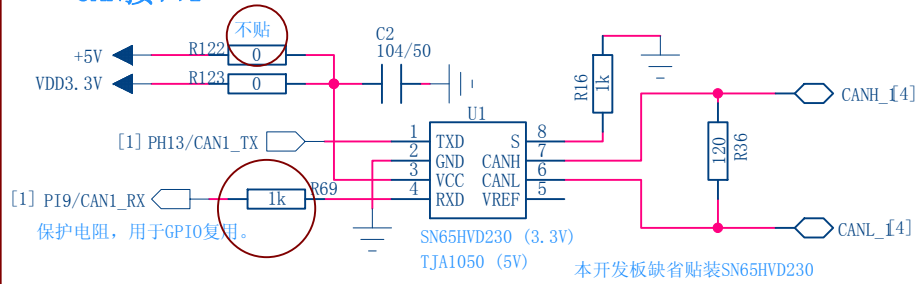 不贴
R122
0
+5V
C2
104/50
VDD3.3V
R123
0
R16
1k
CANH_1[4]
U1
[1] PH13/CAN1_TX
1 TXD
2 GND
3 VCC
4 RXD
S 8
CANH 7
CANL 6
VREF 5
120
R36
[1] PI9/CAN1_RX
1k
R69
保护电阻，用于GPIO复用。
CANL_1[4]
SN65HVD230 (3.3V)
TJA1050 (5V)
本开发板缺省贴装SN65HVD230